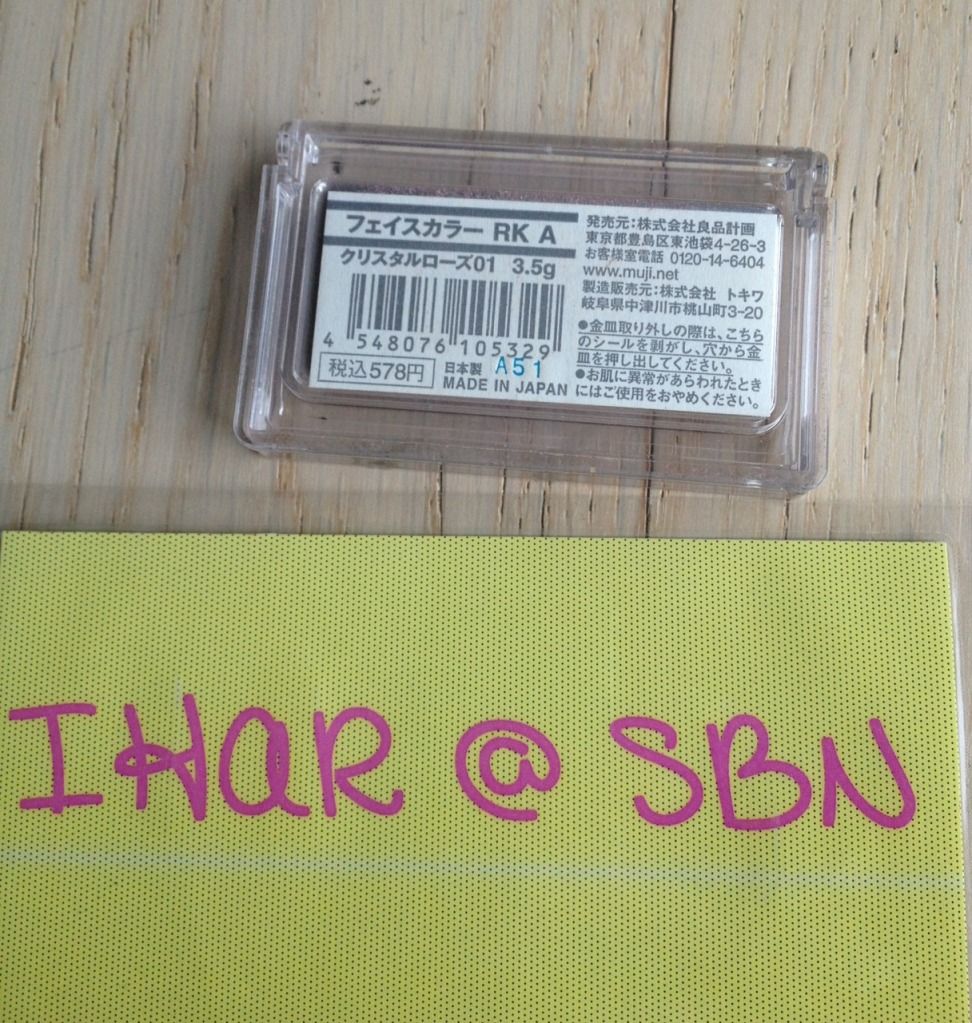 フェイスカラー RK A
クリスタルローズ01 3.5g
4 548076 105329
税込578円
日本製 A51
MADE IN JAPAN
発売元:株式会社良品計画
東京都豊島区東池袋4-26-3
お客様室電話 0120-14-6404
www.muji.net
製造販売元:株式会社 トキワ
岐阜県中津川市桃山町3-20
●金皿取り外しの際は、こちら
のシールを剥がし、穴から金
皿を押し出してください。
●お肌に異常があらわれたとき
にはご使用をおやめください。
IHAR @ SBN